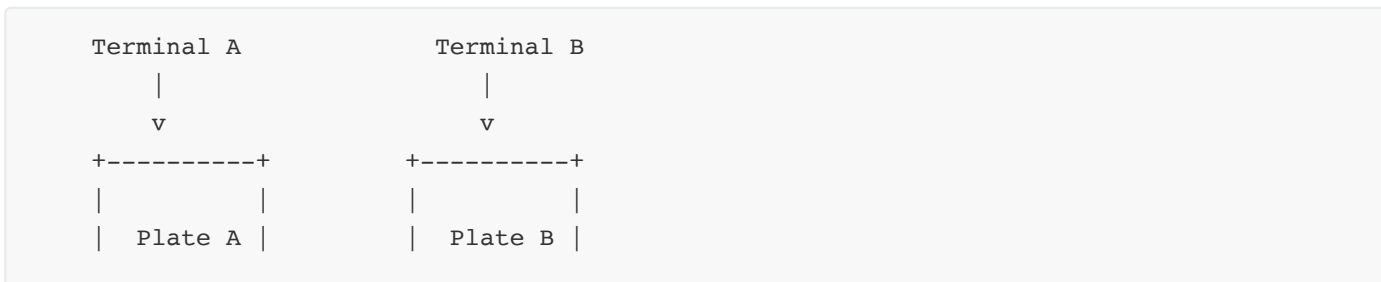 Terminal A             Terminal B
    |                     |
    v                     v
+----------+         +----------+
|          |         |          |
|  Plate A |         |  Plate B |